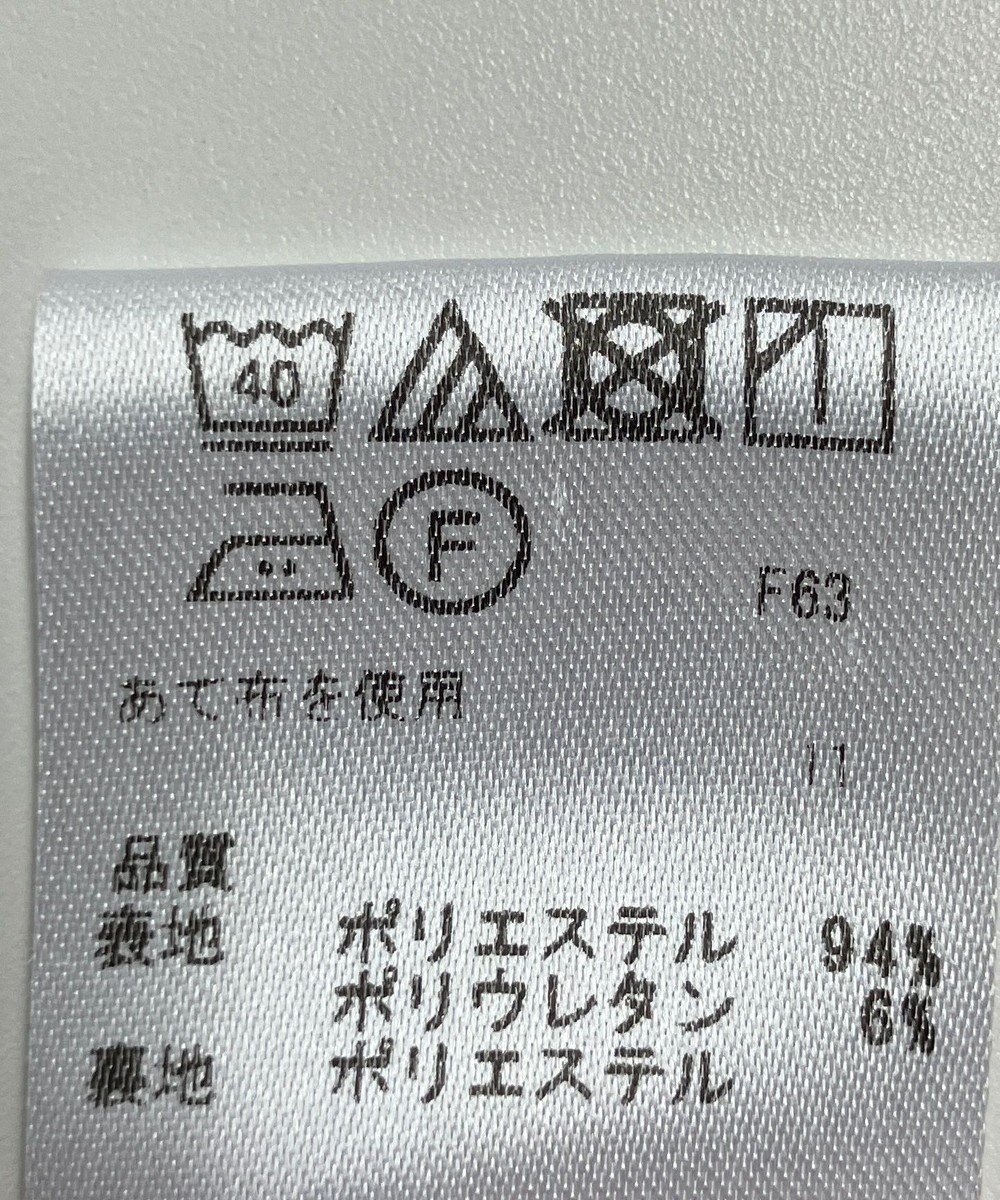 40
F
F63
あて布を使用
11
品質
表地 ポリエステル 94%
ポリウレタン 6%
裏地 ポリエステル